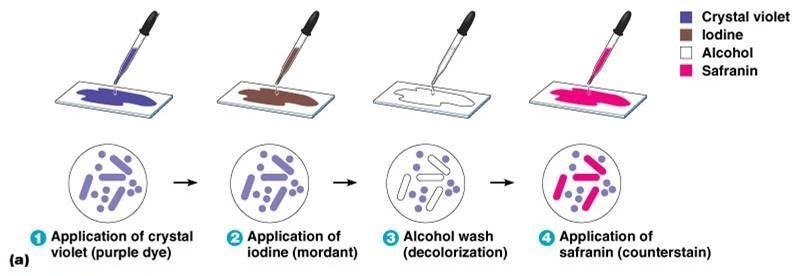 Crystal violet
Iodine
Alcohol
Safranin
1 Application of crystal
violet (purple dye)
2 Application of
iodine (mordant)
3 Alcohol wash
(decolorization)
4 Application of
safranin (counterstain)
(a)